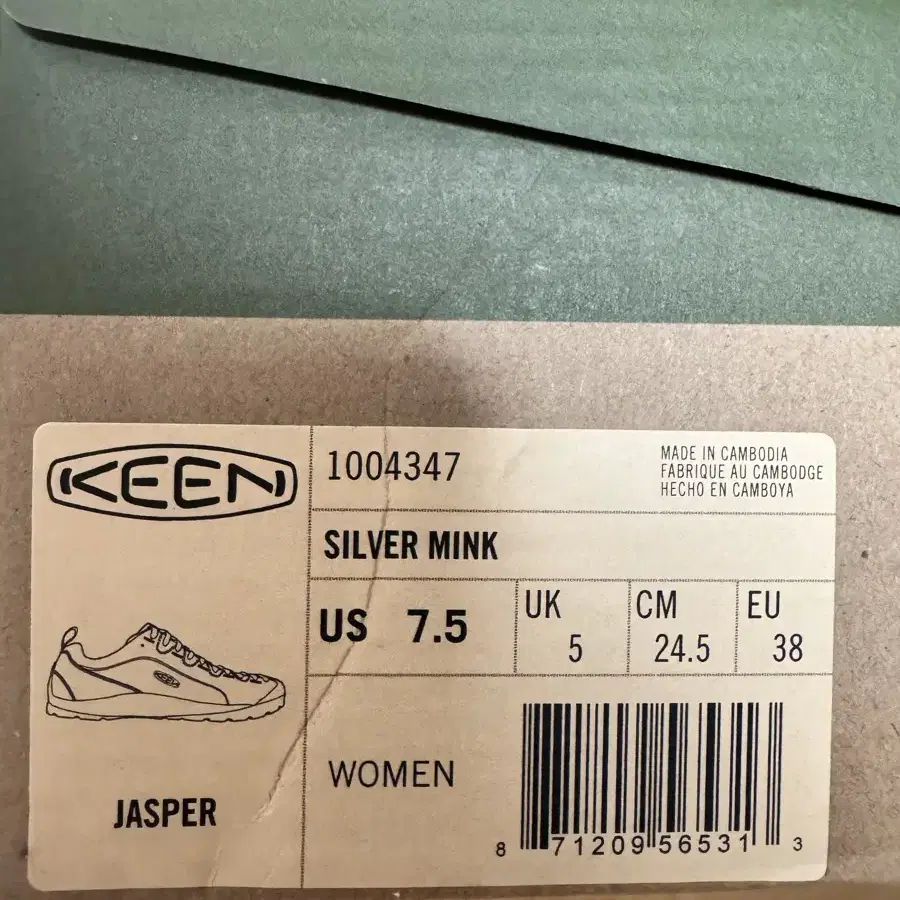 KEEN
1004347
MADE IN CAMBODIA
FABRIQUE AU CAMBODGE
HECHO EN CAMBOYA
SILVER MINK
US 7.5
UK 5
CM 24.5
EU 38
JASPER
WOMEN
8 71209 56531 3